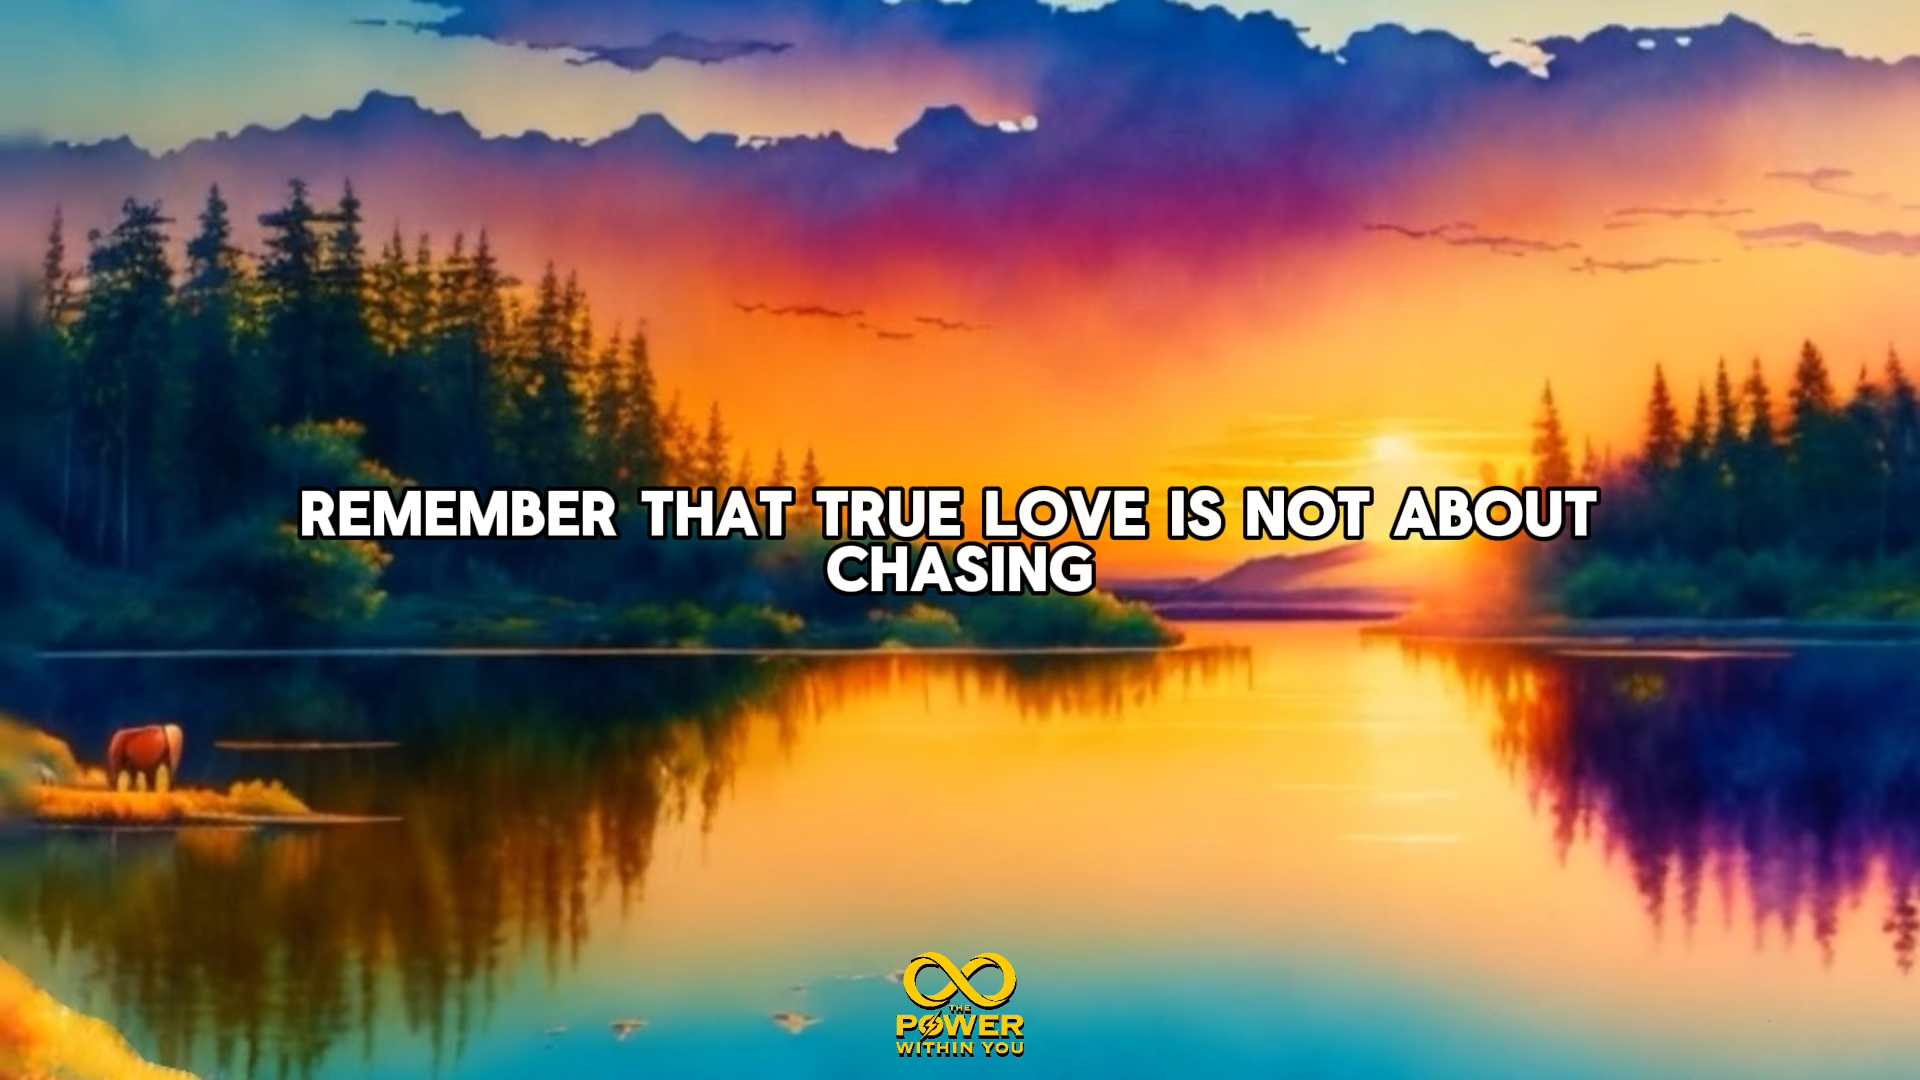 REMEMBER THAT TRUE LOVE IS NOT ABOUT
CHASING
THE
POWER
WITHIN YOU